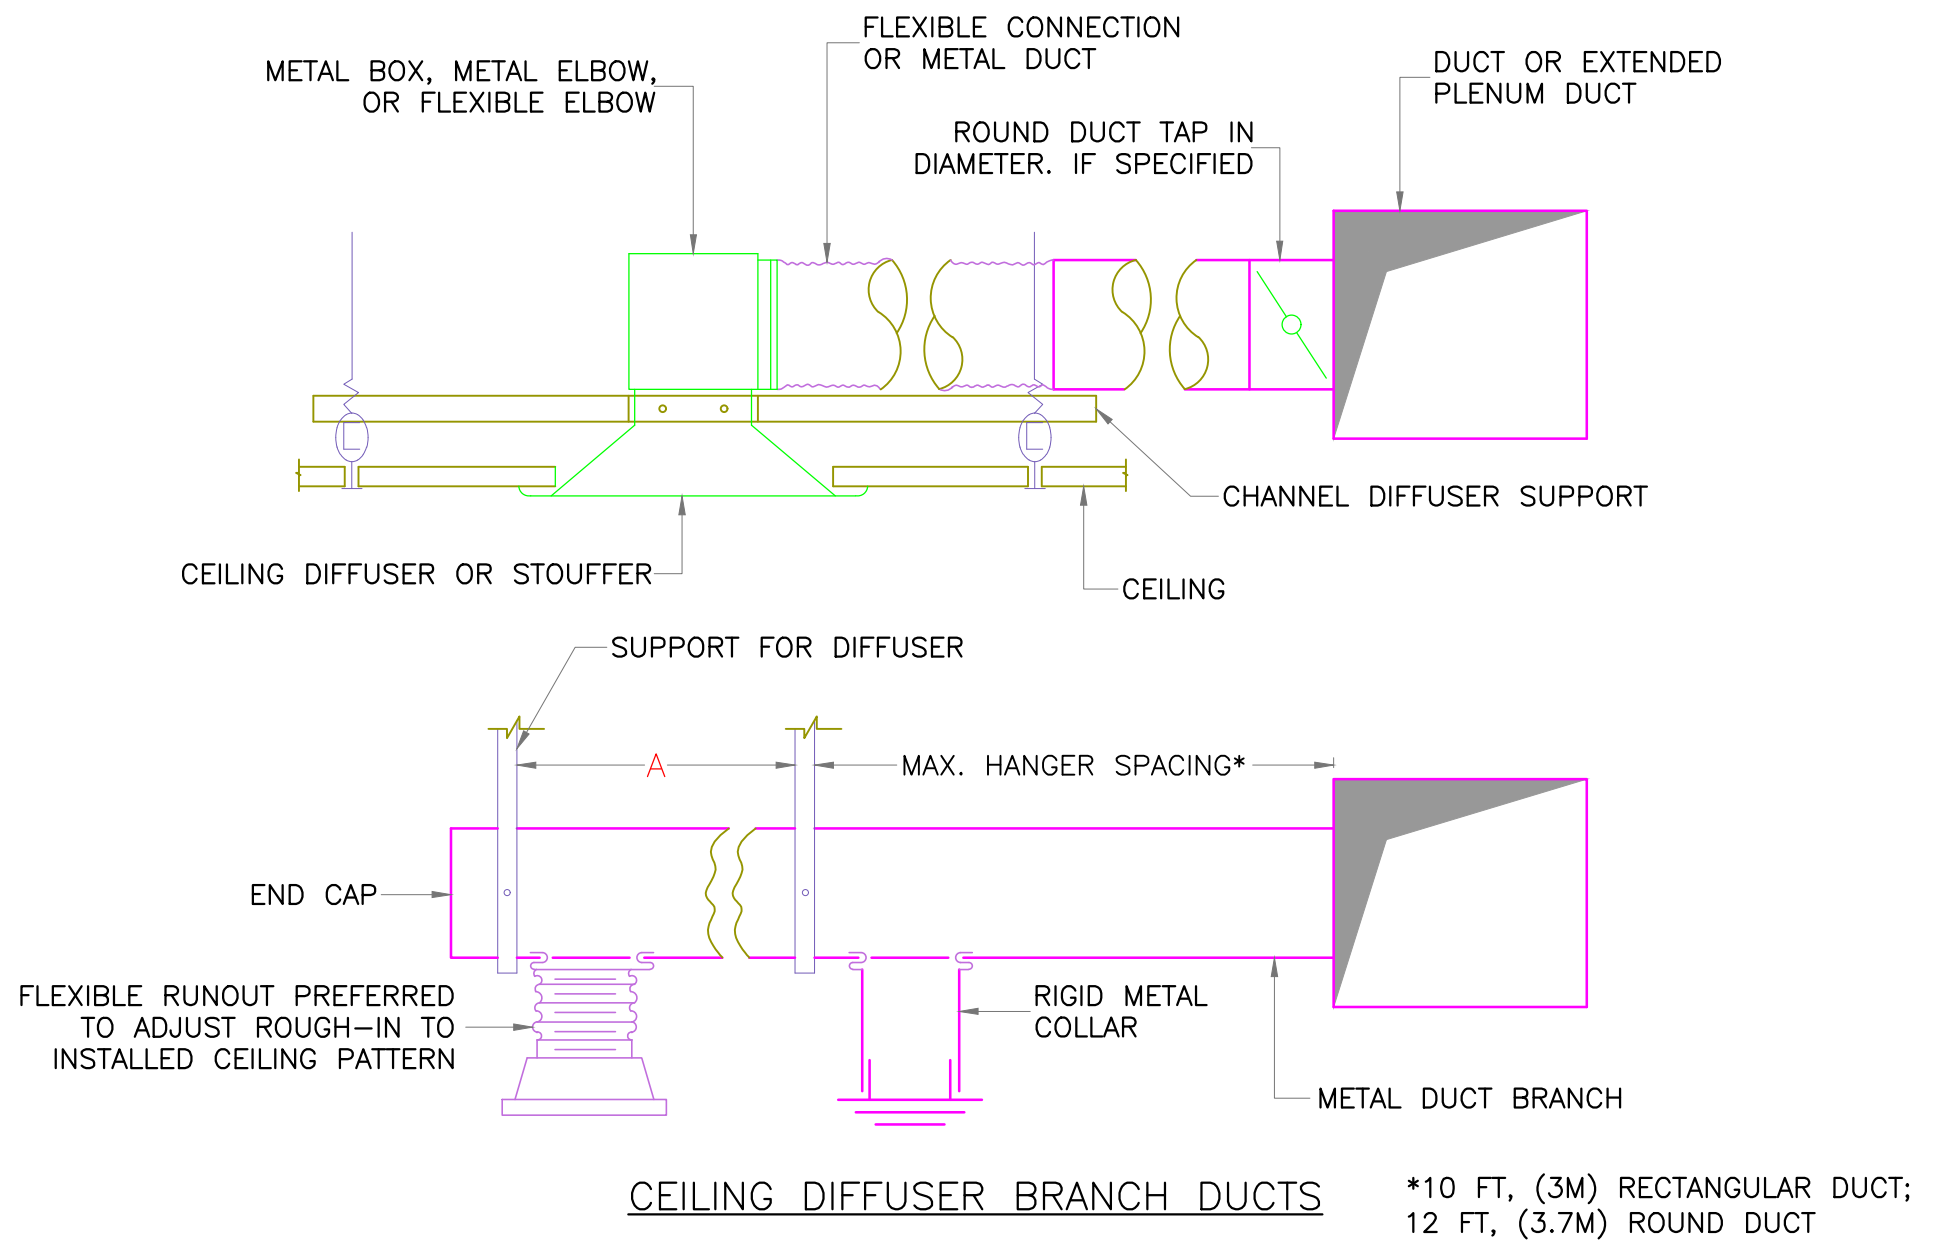 FLEXIBLE CONNECTION
OR METAL DUCT
METAL BOX, METAL ELBOW,
OR FLEXIBLE ELBOW
DUCT OR EXTENDED
PLENUM DUCT
ROUND DUCT TAP IN
DIAMETER. IF SPECIFIED
CHANNEL DIFFUSER SUPPORT
CEILING DIFFUSER OR STOUFFER
CEILING
SUPPORT FOR DIFFUSER
A
MAX. HANGER SPACING*
END CAP
FLEXIBLE RUNOUT PREFERRED
TO ADJUST ROUGH-IN TO
INSTALLED CEILING PATTERN
RIGID METAL
COLLAR
METAL DUCT BRANCH
CEILING DIFFUSER BRANCH DUCTS
*10 FT, (3M) RECTANGULAR DUCT;
12 FT, (3.7M) ROUND DUCT